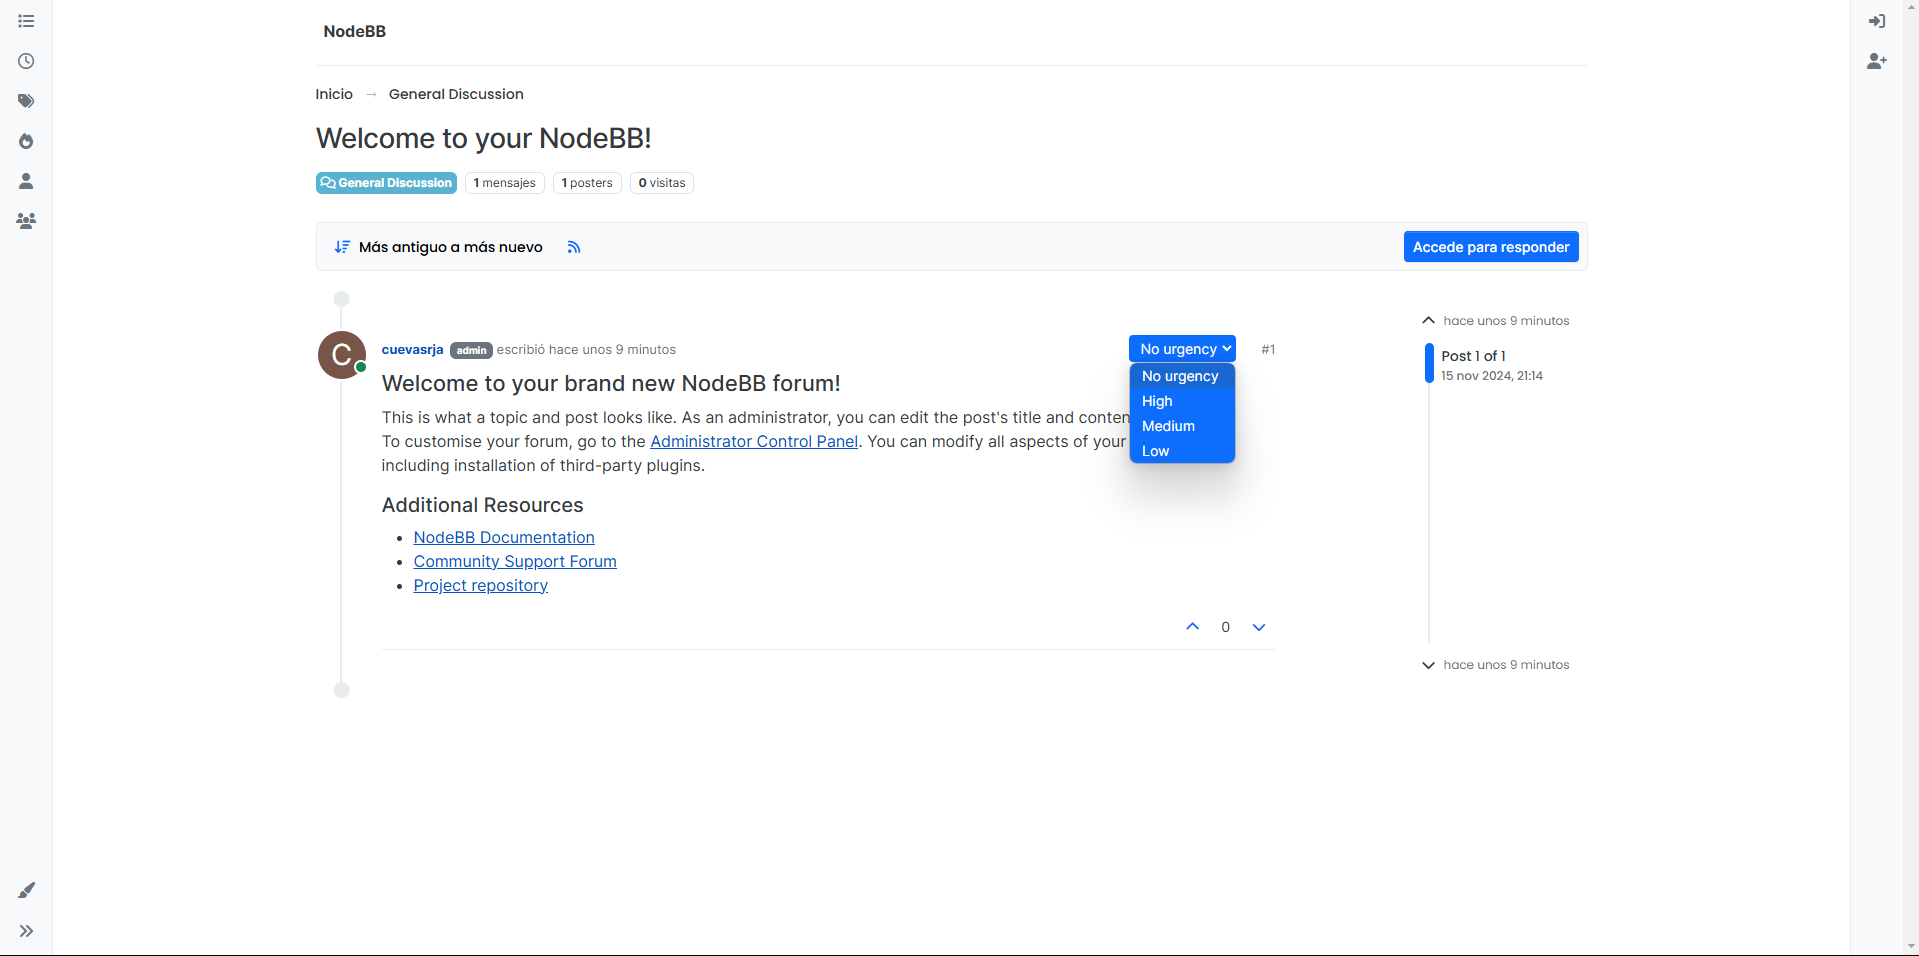 NodeBB
Inicio → General Discussion
Welcome to your NodeBB!
General Discussion 1 mensajes 1 posters 0 visitas
Más antiguo a más nuevo Accede para responder
hace unos 9 minutos
C cuevasrja admin escribió hace unos 9 minutos No urgency #1
Post 1 of 1
15 nov 2024, 21:14
No urgency
High
Medium
Low
Welcome to your brand new NodeBB forum!
This is what a topic and post looks like. As an administrator, you can edit the post's title and
To customise your forum, go to the Administrator Control Panel. You can modify all aspects of your
including installation of third-party plugins.
Additional Resources
• NodeBB Documentation
• Community Support Forum
• Project repository
0
hace unos 9 minutos